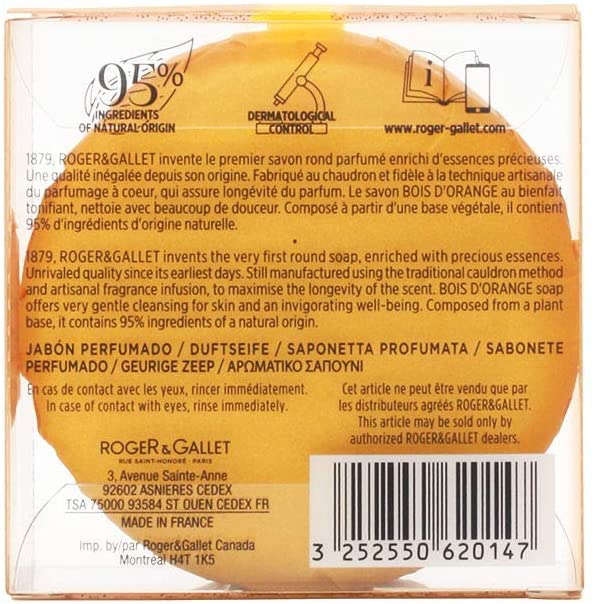 95%
INGREDIENTS
OF NATURAL ORIGIN
DERMATOLOGICAL
CONTROL
i
www.roger-gallet.com
1879, ROGER&GALLET invente le premier savon rond parfumé enrichi d'essences précieuses.
Une qualité inégalée depuis son origine. Fabriqué au chaudron et fidèle à la technique artisanale
du parfumage à coeur, qui assure longévité du parfum. Le savon BOIS D'ORANGE au bienfait
tonifiant, nettoie avec beaucoup de douceur. Composé à partir d'une base végétale, il contient
95% d'ingrédients d'origine naturelle.
1879, ROGER&GALLET invents the very first round soap, enriched with precious essences.
Unrivaled quality since its earliest days. Still manufactured using the traditional cauldron method
and artisanal fragrance infusion, to maximise the longevity of the scent. BOIS D'ORANGE soap
offers very gentle cleansing for skin and an invigorating well-being. Composed from a plant
base, it contains 95% ingredients of a natural origin.
JABÓN PERFUMADO / DUFTSEIFE / SAPONETTA PROFUMATA / SABONETE
PERFUMADO / GEURIGE ZEEP / ΑΡΩΜΑΤΙΚΟ ΣΑΠΟΥΝΙ
En cas de contact avec les yeux, rincer immédiatement.
In case of contact with eyes, rinse immediately.
Cet article ne peut être vendu que par
les distributeurs agréés ROGER&GALLET.
This article may be sold only by
authorized ROGER&GALLET dealers.
ROGER & GALLET
RUE SAINT-HONORÉ - PARIS
3, Avenue Sainte-Anne
92602 ASNIERES CEDEX
TSA 75000 93584 ST OUEN CEDEX FR
MADE IN FRANCE
Imp. by/par Roger&Gallet Canada
Montreal H4T 1K5
3 252550 620147